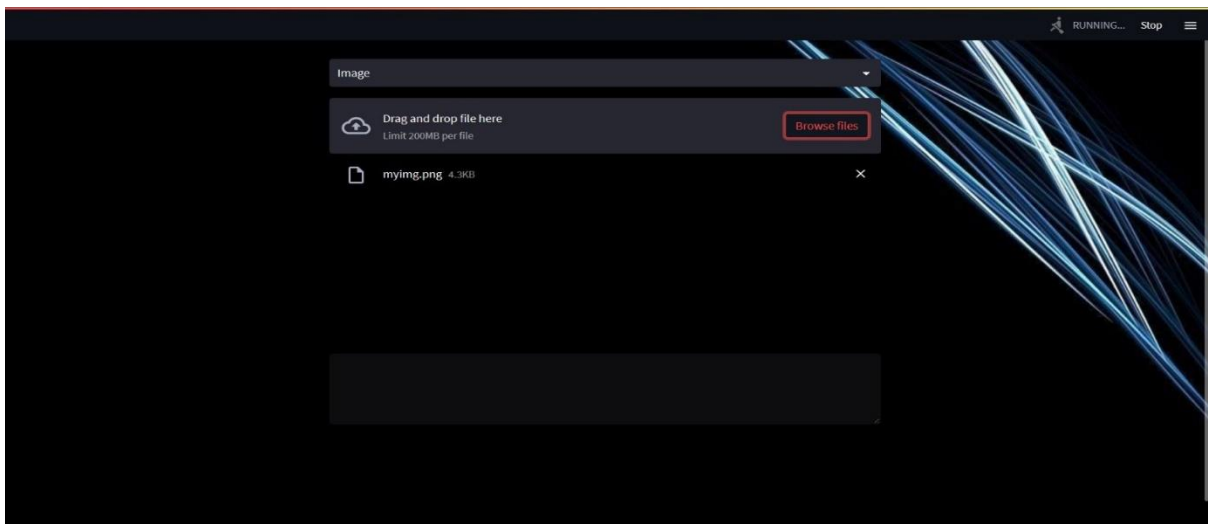 RUNNING... Stop
Image
Drag and drop file here
Limit 200MB per file
Browse files
myimg.png 4.3KB